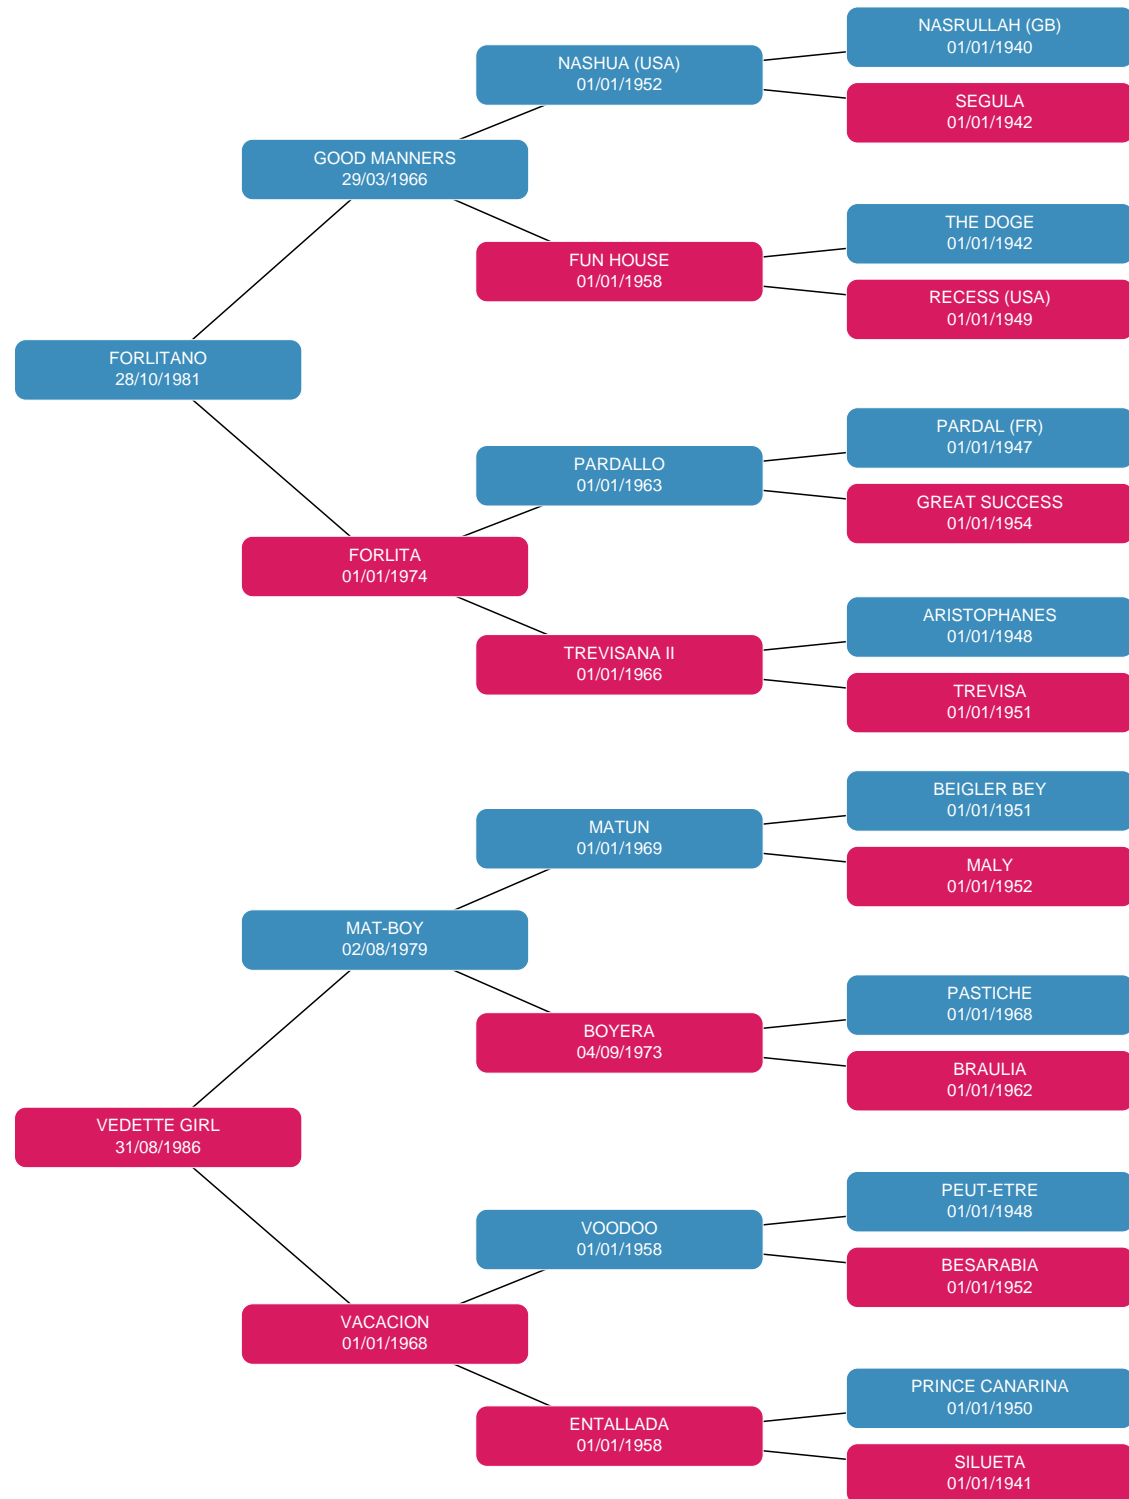 NASRULLAH (GB)
01/01/1940
NASHUA (USA)
01/01/1952
SEGULA
01/01/1942
GOOD MANNERS
29/03/1966
THE DOGE
01/01/1942
FUN HOUSE
01/01/1958
RECESS (USA)
01/01/1949
FORLITANO
28/10/1981
PARDAL (FR)
01/01/1947
PARDALLO
01/01/1963
GREAT SUCCESS
01/01/1954
FORLITA
01/01/1974
ARISTOPHANES
01/01/1948
TREVISANA II
01/01/1966
TREVISA
01/01/1951
BEIGLER BEY
01/01/1951
MATUN
01/01/1969
MALY
01/01/1952
MAT-BOY
02/08/1979
PASTICHE
01/01/1968
BOYERA
04/09/1973
BRAULIA
01/01/1962
VEDETTE GIRL
31/08/1986
PEUT-ETRE
01/01/1948
VOODOO
01/01/1958
BESARABIA
01/01/1952
VACACION
01/01/1968
PRINCE CANARINA
01/01/1950
ENTALLADA
01/01/1958
SILUETA
01/01/1941